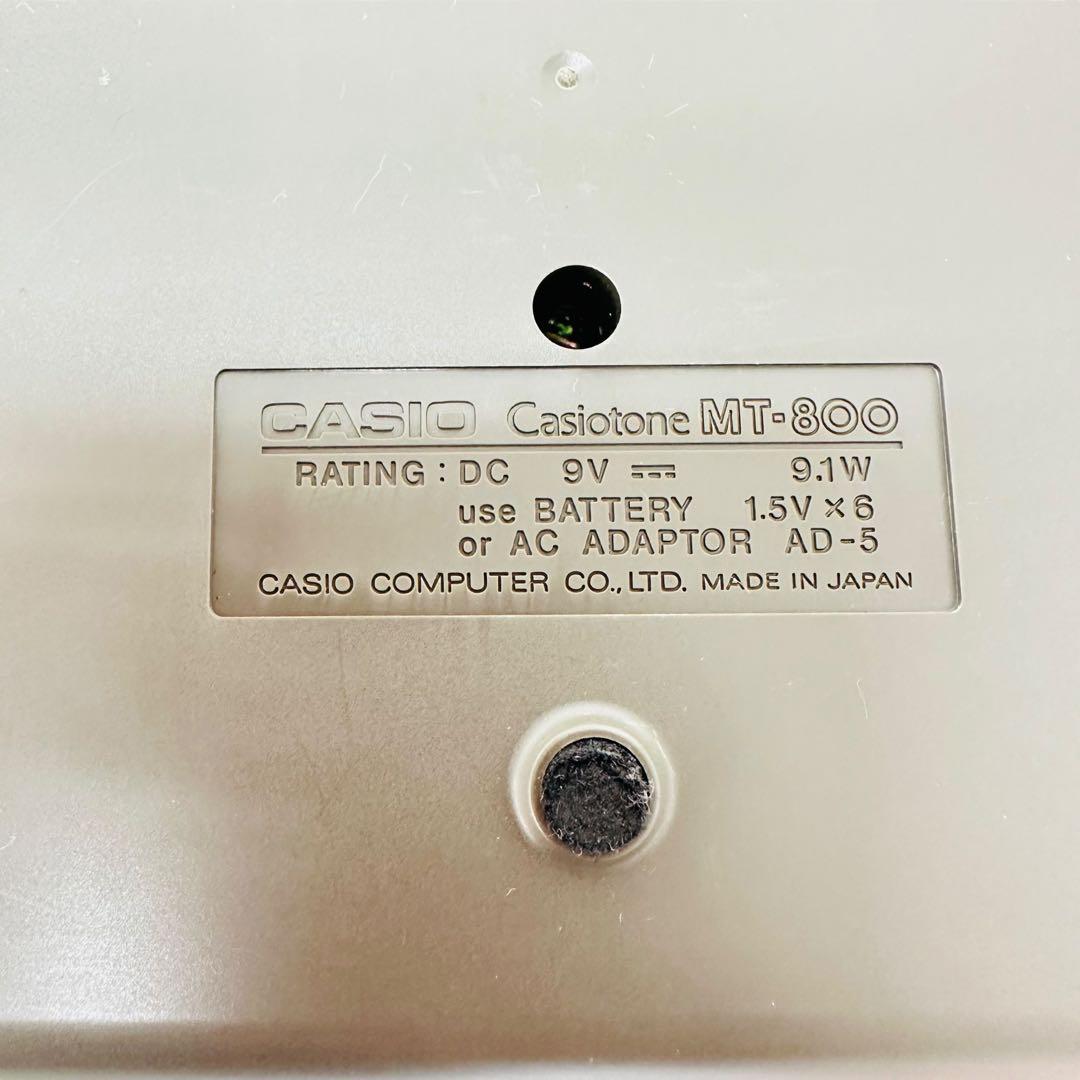 CASIO Casiotone MT-800
RATING : DC 9V ⎓ 9.1W
use BATTERY 1.5V × 6
or AC ADAPTOR AD-5
CASIO COMPUTER CO., LTD. MADE IN JAPAN